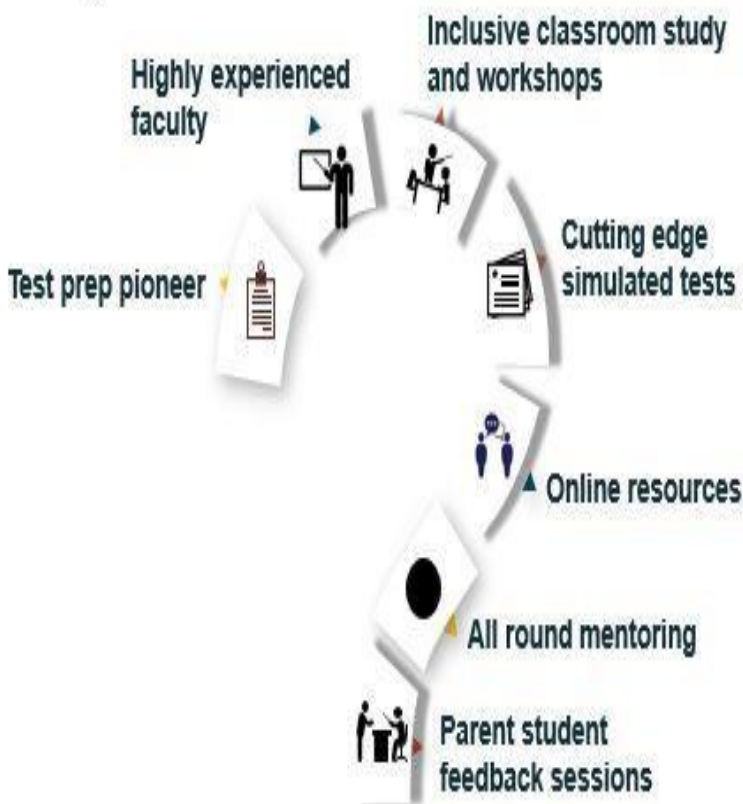 Inclusive classroom study
and workshops
Highly experienced
faculty
Cutting edge
simulated tests
Test prep pioneer
Online resources
All round mentoring
Parent student
feedback sessions